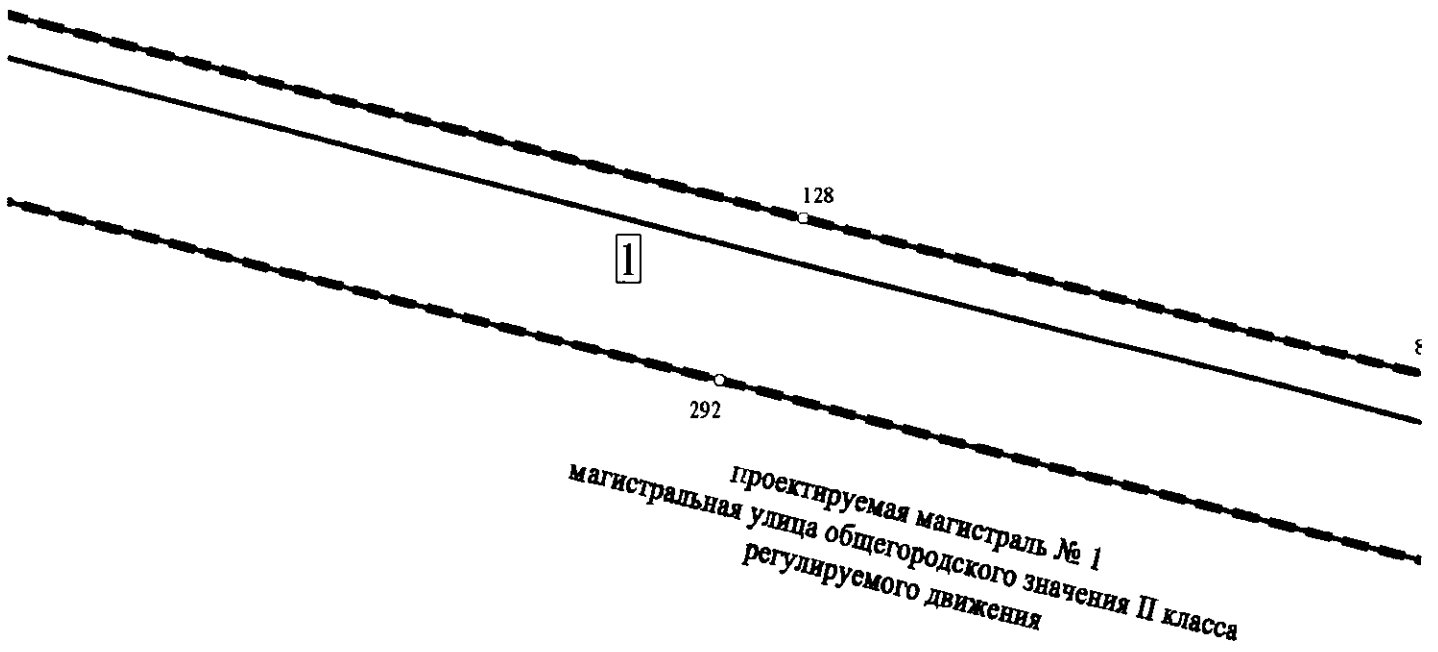 128
1
292
проектируемая магистраль № 1
магистральная улица общегородского значения II класса
регулируемого движения